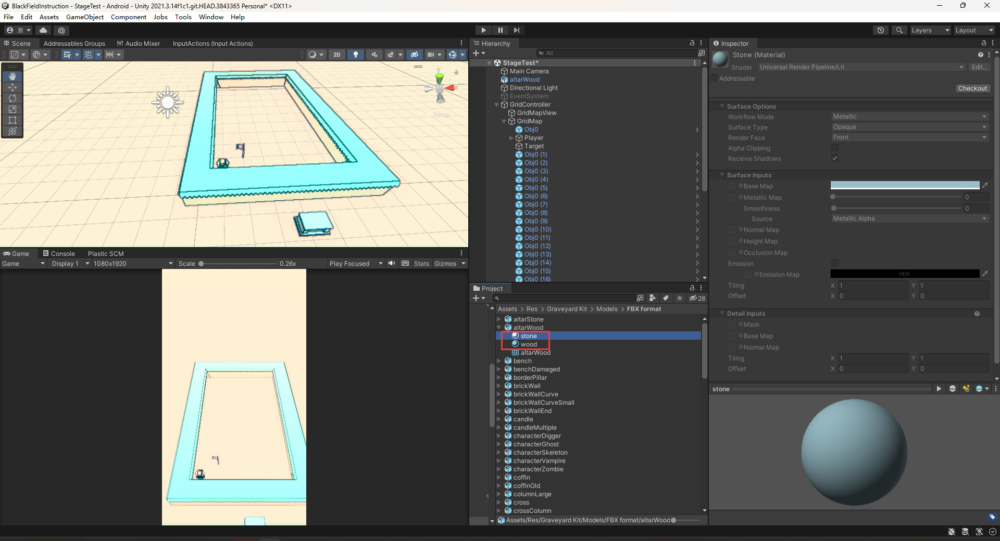 BlackFieldInstruction - StageTest - Android - Unity 2021.3.14f1c1.git.HEAD.3843365 Personal* <DX11>
File Edit Assets GameObject Component Jobs Tools Window Help
渔
Layers Layout
Scene Addressables Groups Audio Mixer InputActions (Input Actions)
2D
y
x
Persp
Game Console Plastic SCM
Game Display 1 1080x1920 Scale 0.26x Play Focused Stats Gizmos
Hierarchy
All
StageTest*
Main Camera
altarWood
Directional Light
EventSystem
GridController
GridMapView
GridMap
Obj0
Player
Target
Obj0 (1)
Obj0 (2)
Obj0 (3)
Obj0 (4)
Obj0 (5)
Obj0 (6)
Obj0 (7)
Obj0 (8)
Obj0 (9)
Obj0 (10)
Obj0 (11)
Obj0 (12)
Obj0 (13)
Obj0 (14)
Obj0 (15)
Obj0 (16)
Project
28
Assets > Res > Graveyard Kit > Models > FBX format
altarStone
altarWood
stone
wood
altarWood
bench
benchDamaged
borderPillar
brickWall
brickWallCurve
brickWallCurveSmall
brickWallEnd
candle
candleMultiple
characterDigger
characterGhost
characterSkeleton
characterVampire
characterZombie
coffin
coffinOld
columnLarge
cross
crossColumn
Assets/Res/Graveyard Kit/Models/FBX format/altarWood
Inspector
Stone (Material)
Shader Universal Render Pipeline/Lit Edit...
Addressable
Checkout
Surface Options
Workflow Mode Metallic
Surface Type Opaque
Render Face Front
Alpha Clipping
Receive Shadows
Surface Inputs
Base Map
Metallic Map 0
Smoothness 0
Source Metallic Alpha
Normal Map
Height Map
Occlusion Map
Emission
Emission Map HDR
Tiling X 1 Y 1
Offset X 0 Y 0
Detail Inputs
Mask
Base Map
Normal Map
Tiling X 1 Y 1
Offset X 0 Y 0
stone